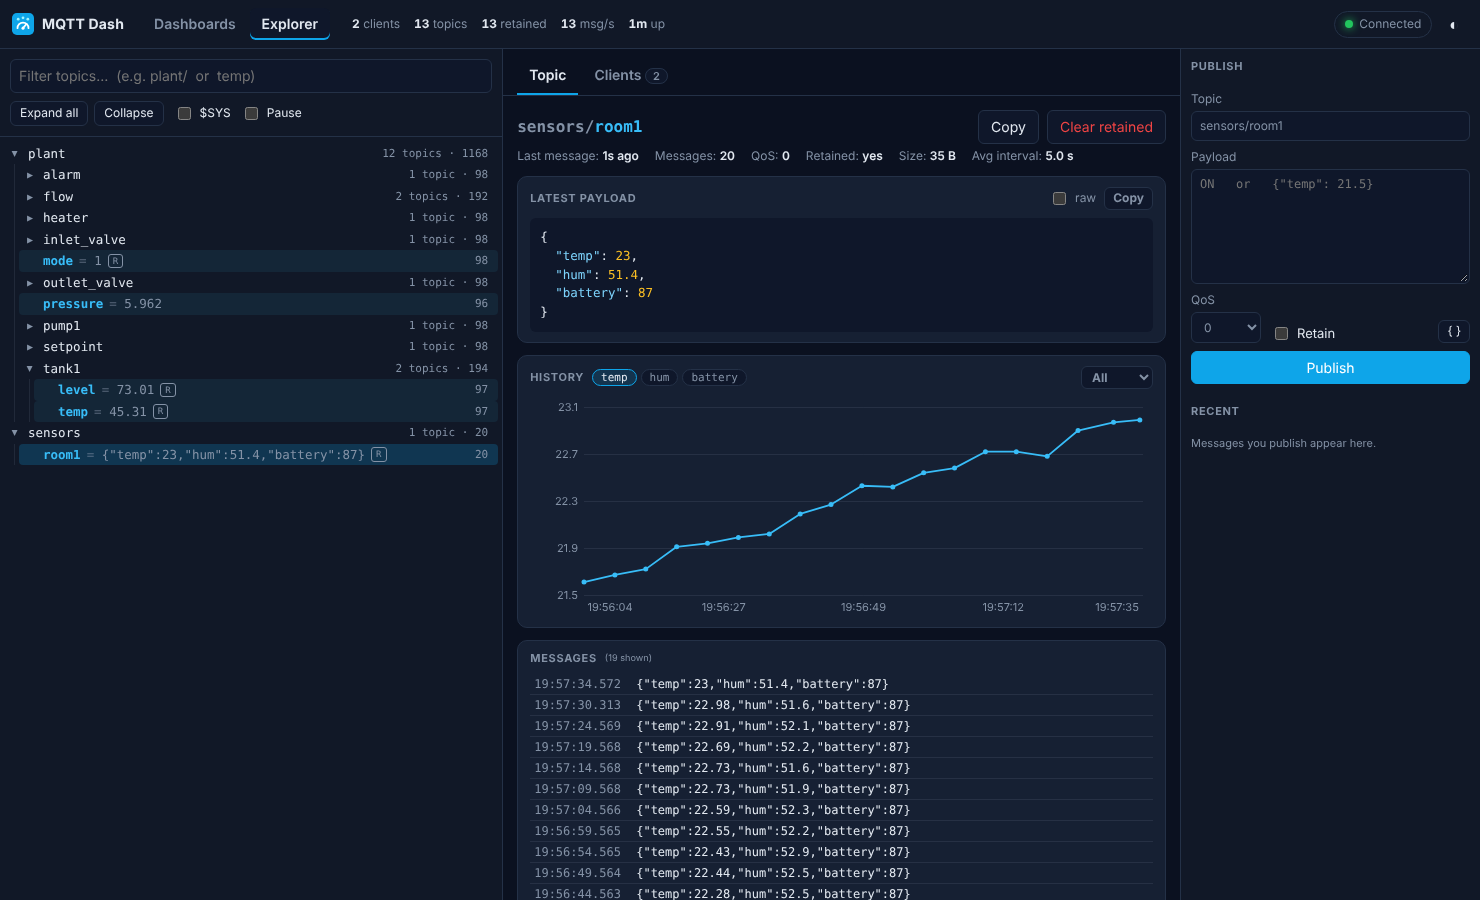 MQTT Dash Dashboards Explorer 2 clients 13 topics 13 retained 13 msg/s 1m up Connected
Filter topics... (e.g. plant/ or temp)
Expand all Collapse $SYS Pause
plant 12 topics · 1168
alarm 1 topic · 98
flow 2 topics · 192
heater 1 topic · 98
inlet_valve 1 topic · 98
mode = 1 R 98
outlet_valve 1 topic · 98
pressure = 5.962 96
pump1 1 topic · 98
setpoint 1 topic · 98
tank1 2 topics · 194
level = 73.01 R 97
temp = 45.31 R 97
sensors 1 topic · 20
room1 = {"temp":23,"hum":51.4,"battery":87} R 20
Topic Clients 2
sensors/room1 Copy Clear retained
Last message: 1s ago Messages: 20 QoS: 0 Retained: yes Size: 35 B Avg interval: 5.0 s
LATEST PAYLOAD raw Copy
{
"temp": 23,
"hum": 51.4,
"battery": 87
}
HISTORY temp hum battery All
23.1
22.7
22.3
21.9
21.5
19:56:04 19:56:27 19:56:49 19:57:12 19:57:35
MESSAGES (19 shown)
19:57:34.572 {"temp":23,"hum":51.4,"battery":87}
19:57:30.313 {"temp":22.98,"hum":51.6,"battery":87}
19:57:24.569 {"temp":22.91,"hum":52.1,"battery":87}
19:57:19.568 {"temp":22.69,"hum":52.2,"battery":87}
19:57:14.568 {"temp":22.73,"hum":51.6,"battery":87}
19:57:09.568 {"temp":22.73,"hum":51.9,"battery":87}
19:57:04.566 {"temp":22.59,"hum":52.3,"battery":87}
19:56:59.565 {"temp":22.55,"hum":52.2,"battery":87}
19:56:54.565 {"temp":22.43,"hum":52.9,"battery":87}
19:56:49.564 {"temp":22.44,"hum":52.5,"battery":87}
19:56:44.563 {"temp":22.28,"hum":52.5,"battery":87}
PUBLISH
Topic
sensors/room1
Payload
ON or {"temp": 21.5}
QoS
0 Retain {}
Publish
RECENT
Messages you publish appear here.